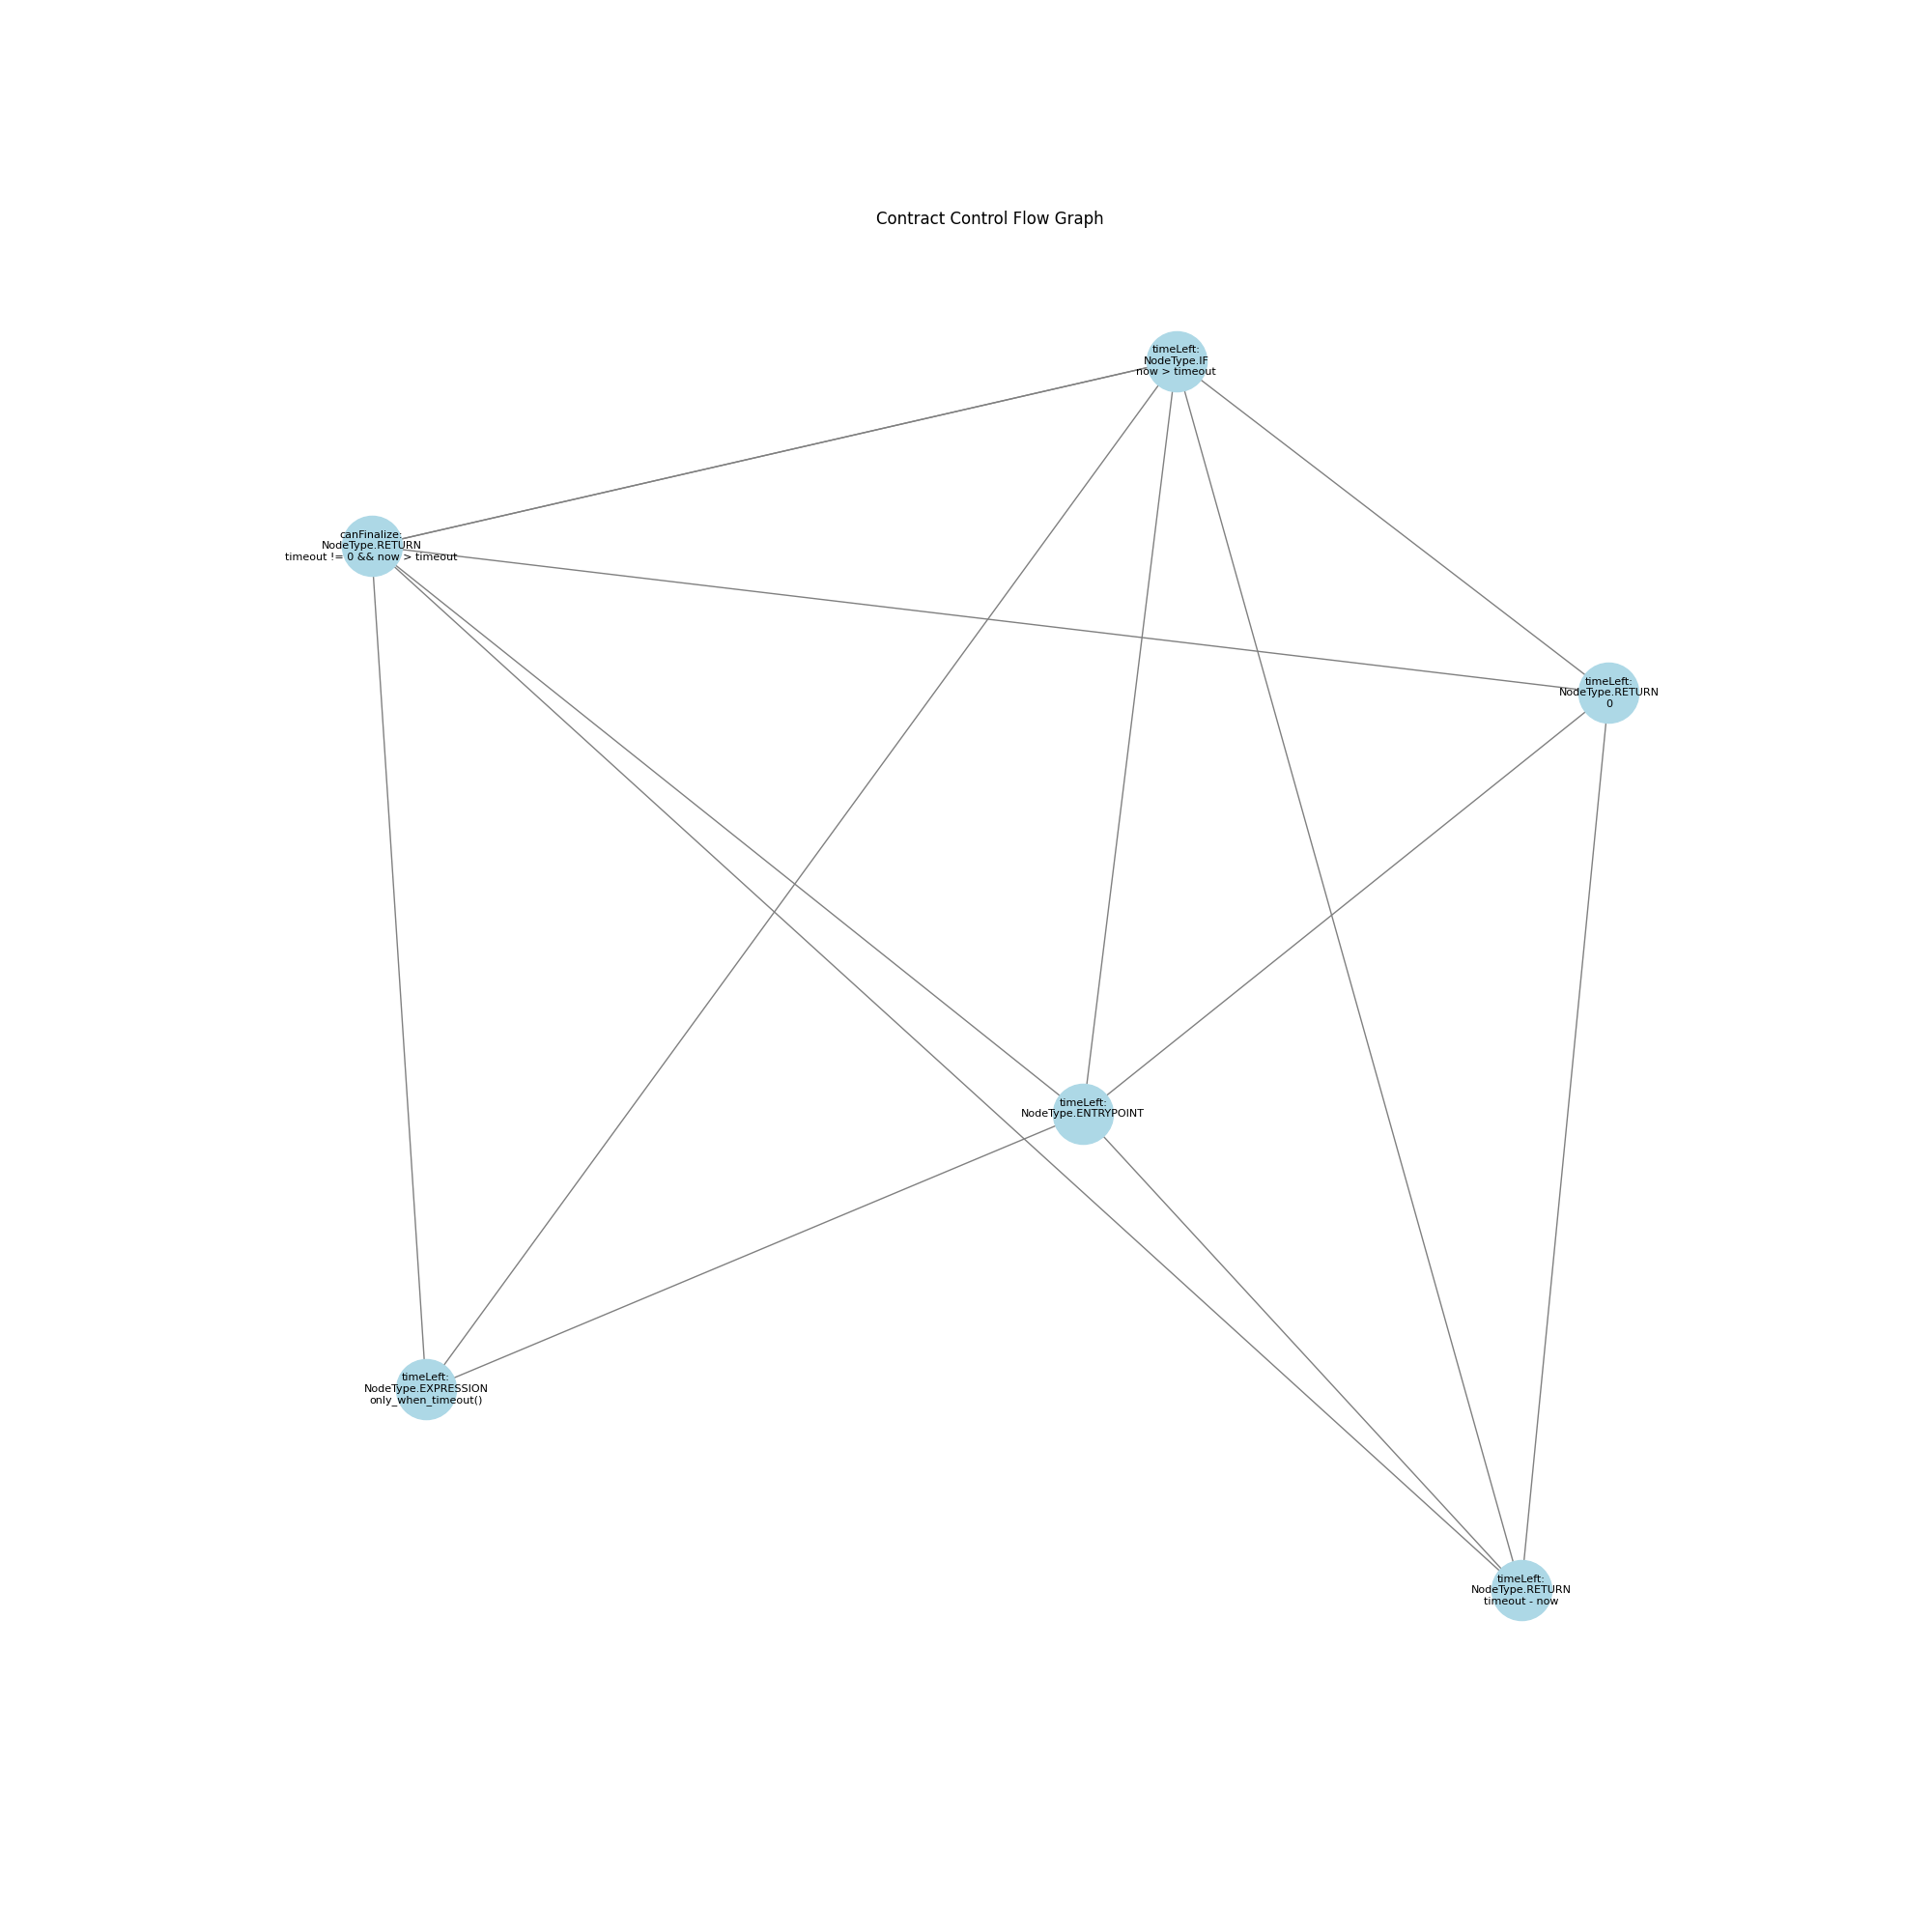 Contract Control Flow Graph
timeLeft:
NodeType.IF
now > timeout
canFinalize:
NodeType.RETURN
timeout != 0 && now > timeout
timeLeft:
NodeType.RETURN
0
timeLeft:
NodeType.ENTRYPOINT
timeLeft:
NodeType.EXPRESSION
only_when_timeout()
timeLeft:
NodeType.RETURN
timeout - now